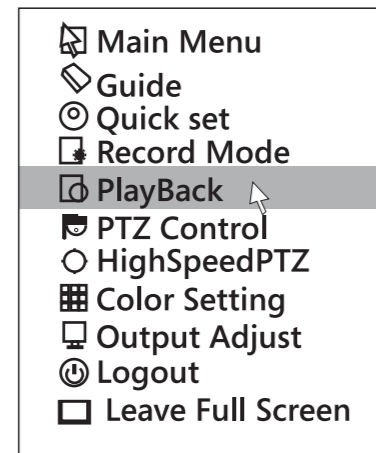 Main Menu
Guide
Quick set
Record Mode
PlayBack
PTZ Control
HighSpeedPTZ
Color Setting
Output Adjust
Logout
Leave Full Screen